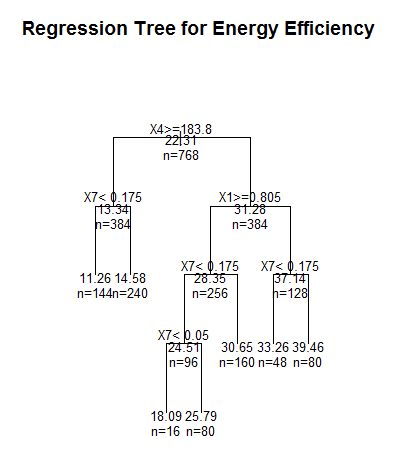 Regression Tree for Energy Efficiency
X4>=183.8
22.31
n=768
X7< 0.175
13.34
n=384
X1>=0.805
31.28
n=384
11.26 14.58
n=144n=240
X7< 0.175
28.35
n=256
X7< 0.175
37.14
n=128
X7< 0.05
24.51
n=96
30.65 33.26 39.46
n=160 n=48 n=80
18.09 25.79
n=16 n=80